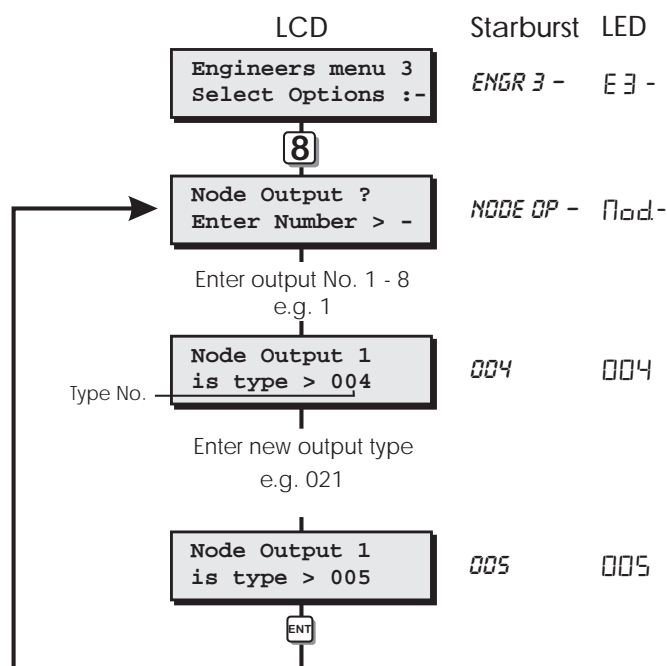 LCD Starburst LED
Engineers menu 3
Select Options :-
ENGR 3 - E 3 -
8
Node Output ?
Enter Number > -
NODE OP - Nod.-
Enter output No. 1 - 8
e.g. 1
Node Output 1
is type > 004
004 004
Type No.
Enter new output type
e.g. 021
Node Output 1
is type > 005
005 005
ENT